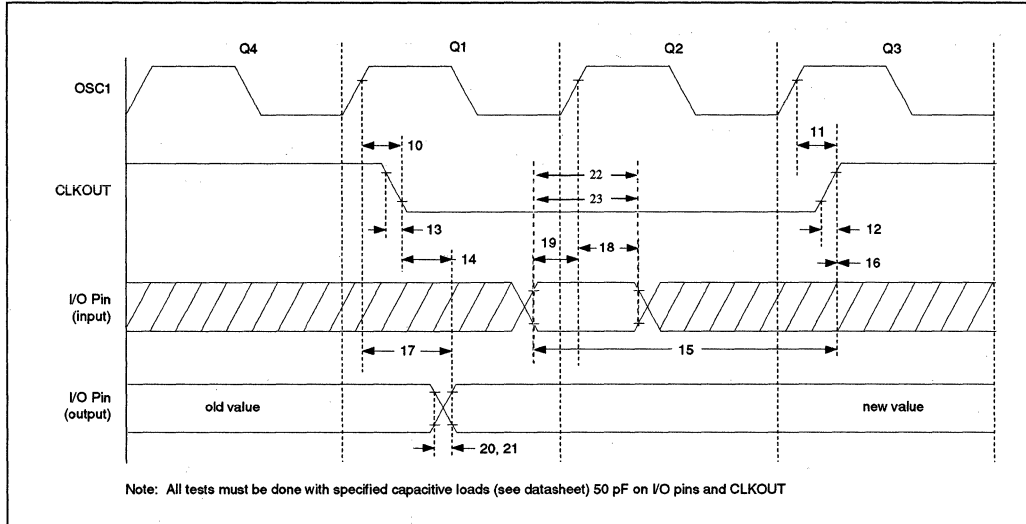 Q4 Q1 Q2 Q3
OSC1
10
11
CLKOUT
22
23
13
12
19
18
14
16
I/O Pin
(input)
17
15
I/O Pin
(output)
old value
new value
20, 21
Note: All tests must be done with specified capacitive loads (see datasheet) 50 pF on I/O pins and CLKOUT